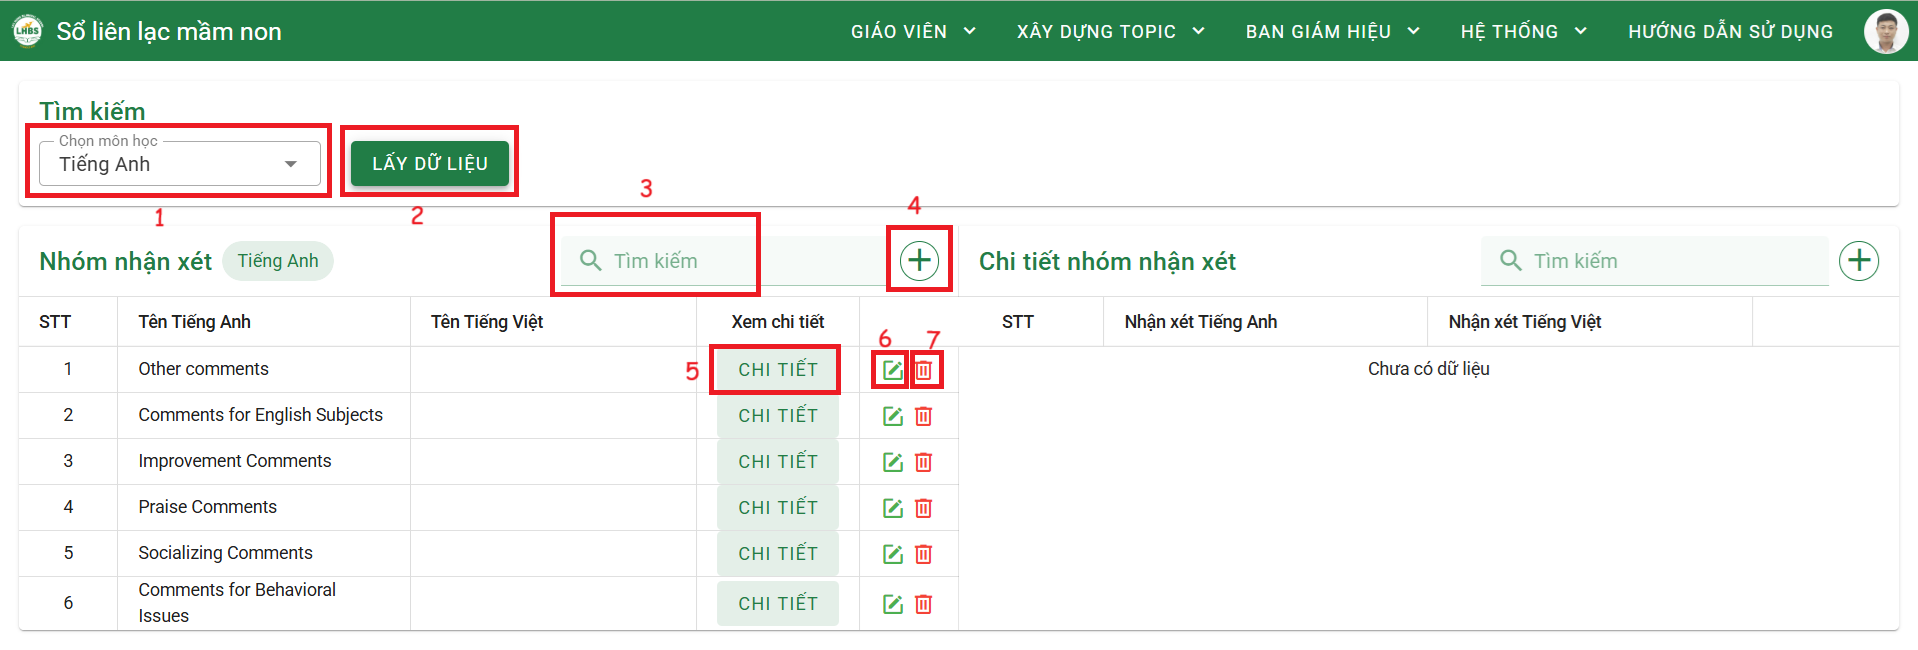 LHBS
Sổ liên lạc mầm non
GIÁO VIÊN
XÂY DỰNG TOPIC
BAN GIÁM HIỆU
HỆ THỐNG
HƯỚNG DẪN SỬ DỤNG
Tìm kiếm
Chọn môn học
Tiếng Anh
LẤY DỮ LIỆU
1
2
3
4
Nhóm nhận xét
Tiếng Anh
Tìm kiếm
Chi tiết nhóm nhận xét
Tìm kiếm
STT Tên Tiếng Anh Tên Tiếng Việt Xem chi tiết
STT Nhận xét Tiếng Anh Nhận xét Tiếng Việt
5
6
7
1 Other comments CHI TIẾT
Chưa có dữ liệu
2 Comments for English Subjects CHI TIẾT
3 Improvement Comments CHI TIẾT
4 Praise Comments CHI TIẾT
5 Socializing Comments CHI TIẾT
6 Comments for Behavioral
Issues CHI TIẾT